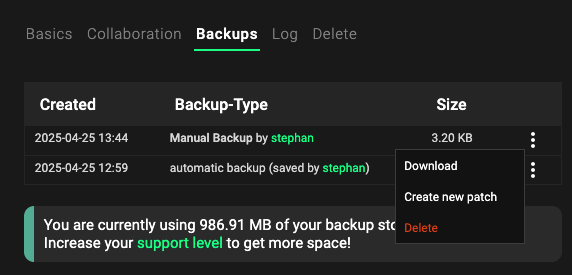 Basics Collaboration Backups Log Delete
Created Backup-Type Size
2025-04-25 13:44 Manual Backup by stephan 3.20 KB
2025-04-25 12:59 automatic backup (saved by stephan)
Download
Create new patch
Delete
You are currently using 986.91 MB of your backup
Increase your support level to get more space!